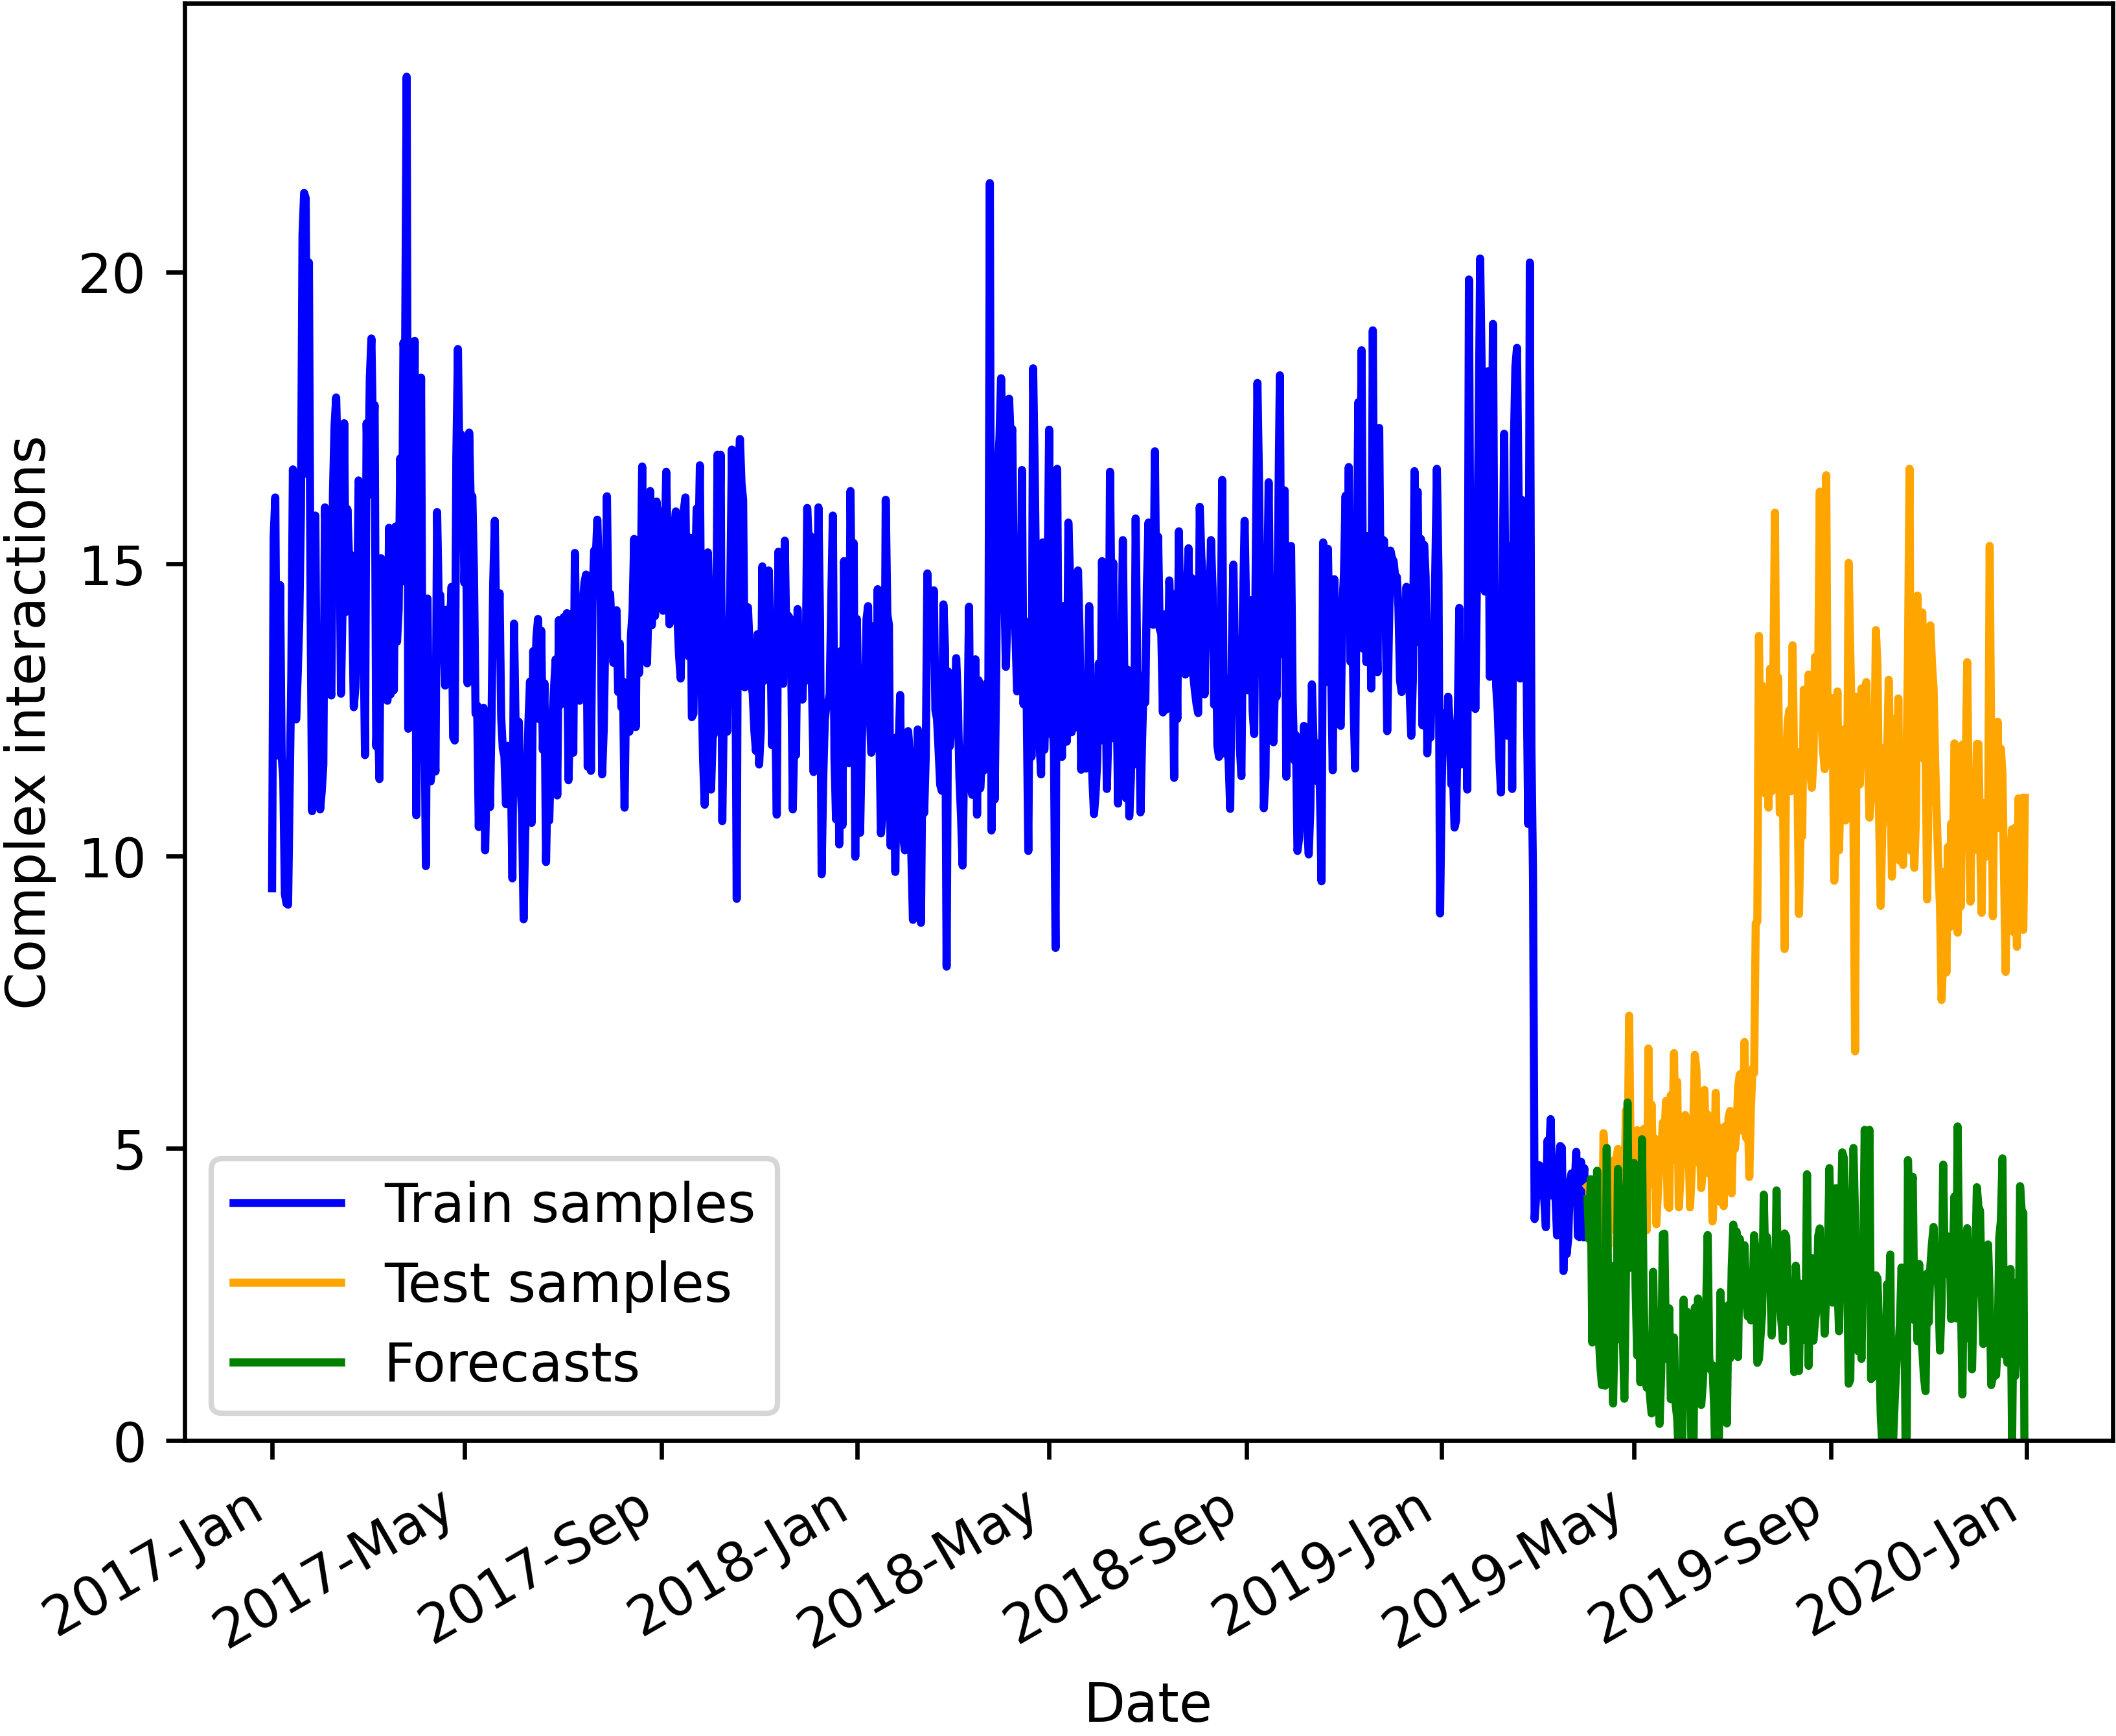 Complex interactions
20
15
10
5
0
Train samples
Test samples
Forecasts
2017-Jan
2017-May
2017-Sep
2018-Jan
2018-May
2018-Sep
2019-Jan
2019-May
2019-Sep
2020-Jan
Date